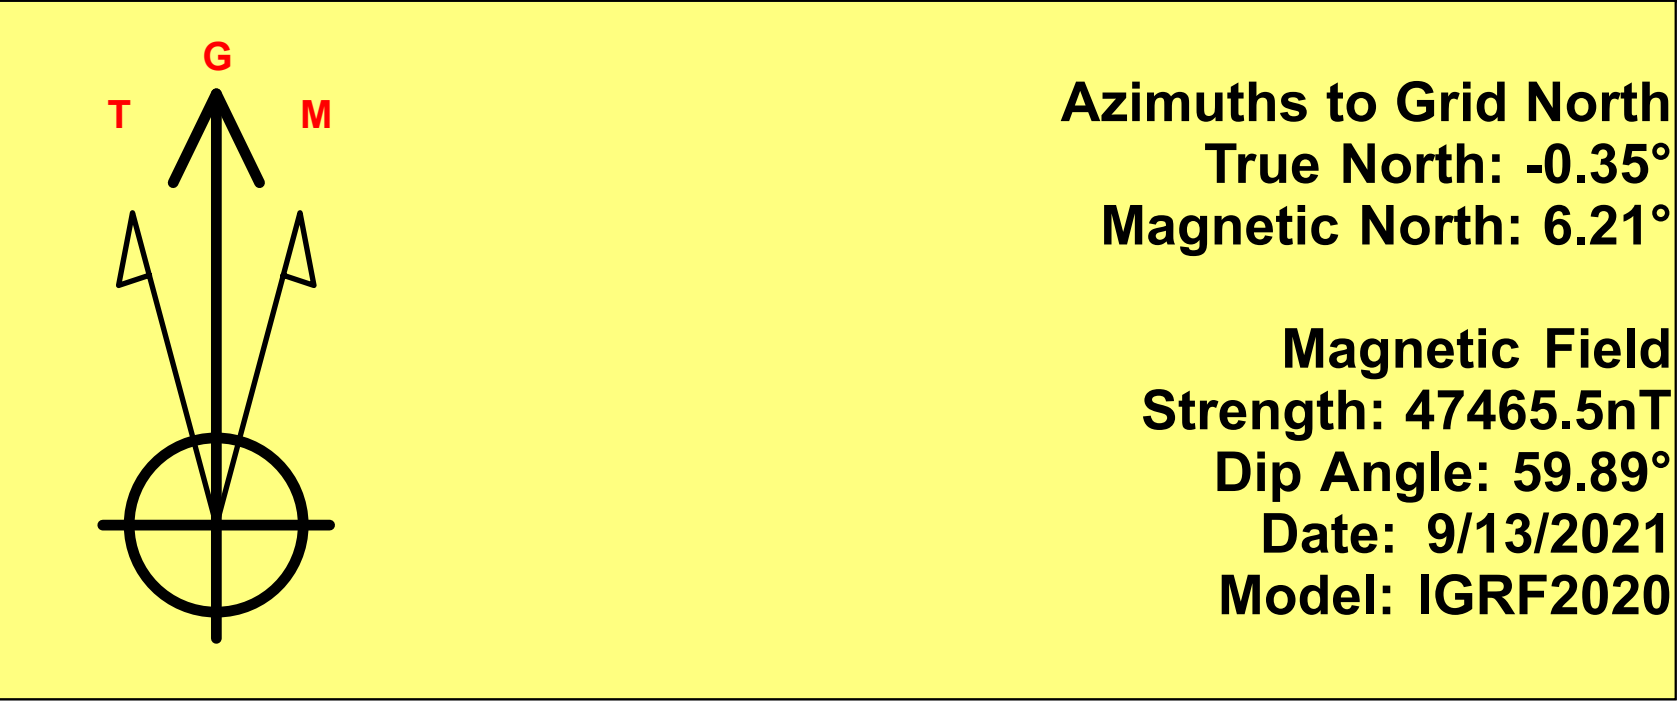 G
T M
Azimuths to Grid North
True North: -0.35°
Magnetic North: 6.21°
Magnetic Field
Strength: 47465.5nT
Dip Angle: 59.89°
Date: 9/13/2021
Model: IGRF2020